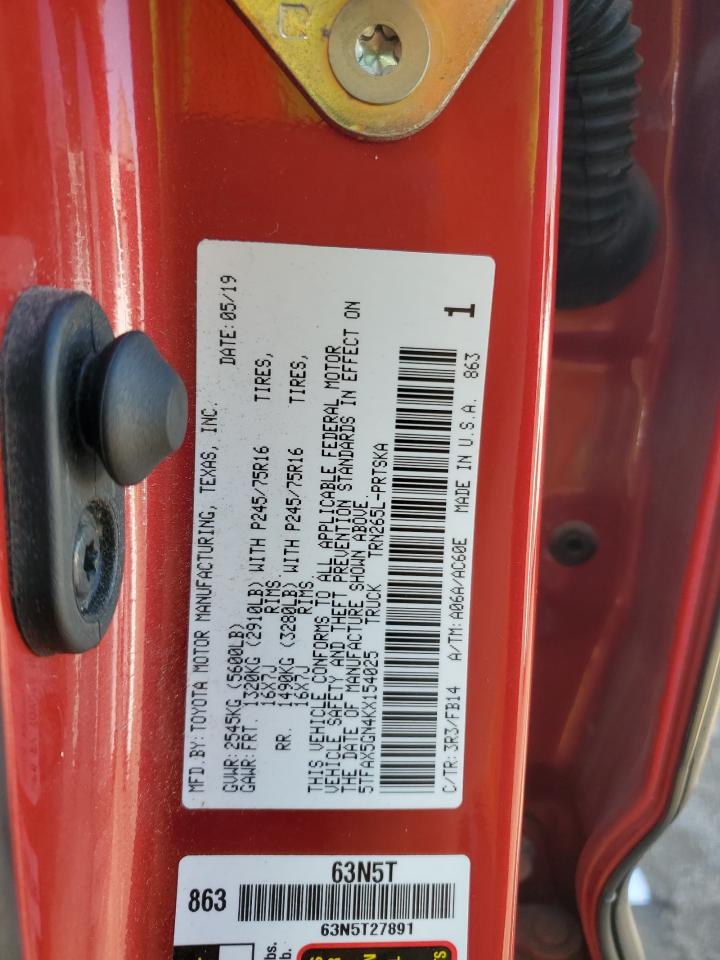 MFD.BY:TOYOTA MOTOR MANUFACTURING, TEXAS, INC.
GVWR:2545KG (5600LB) DATE:05/19
GAWR:FRT. 1320KG (2910LB) WITH P245/75R16 TIRES,
16X7J RIMS.
RR. 1490KG (3280LB) WITH P245/75R16 TIRES,
16X7J RIMS.
THIS VEHICLE CONFORMS TO ALL APPLICABLE FEDERAL MOTOR
VEHICLE SAFETY AND THEFT PREVENTION STANDARDS IN EFFECT ON
THE DATE OF MANUFACTURE SHOWN ABOVE.
5TFAX5GN4KX154025 TRUCK TRN265L-PRTSKA
C/TR:3R3/FB14 A/TM:A06A/AC60E MADE IN U.S.A. 863
1
63N5T
863
63N5T27891
lbs.